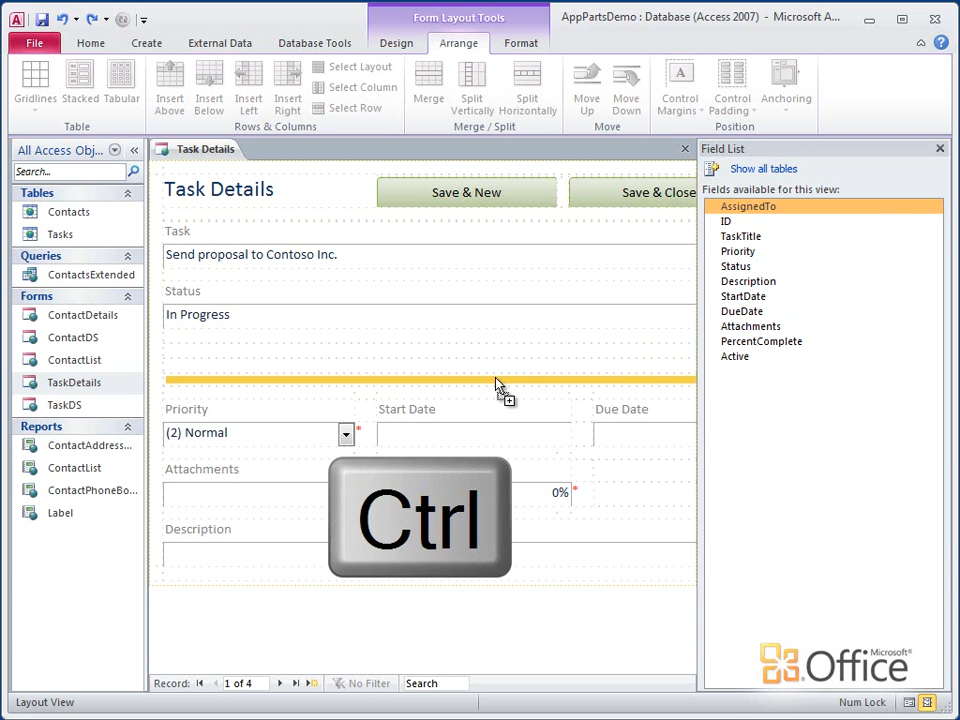 Form Layout Tools
AppPartsDemo : Database (Access 2007) - Microsoft A...
File Home Create External Data Database Tools Design Arrange Format
Gridlines Stacked Tabular
Insert Above Insert Below Insert Left Insert Right
Select Layout
Select Column
Select Row
Merge Split Vertically Split Horizontally
Move Up Move Down
Control Margins Control Padding Anchoring
Table Rows & Columns Merge / Split Move Position
All Access Obj...
Search...
Tables
Contacts
Tasks
Queries
ContactsExtended
Forms
ContactDetails
ContactDS
ContactList
TaskDetails
TaskDS
Reports
ContactAddress...
ContactList
ContactPhoneBo...
Label
Task Details
Task Details
Save & New
Save & Close
Task
Send proposal to Contoso Inc.
Status
In Progress
Priority Start Date Due Date
(2) Normal *
Attachments
0% *
Description
Ctrl
Record: 1 of 4 No Filter Search
Field List
Show all tables
Fields available for this view:
AssignedTo
ID
TaskTitle
Priority
Status
Description
StartDate
DueDate
Attachments
PercentComplete
Active
Microsoft®
Office
Layout View
Num Lock